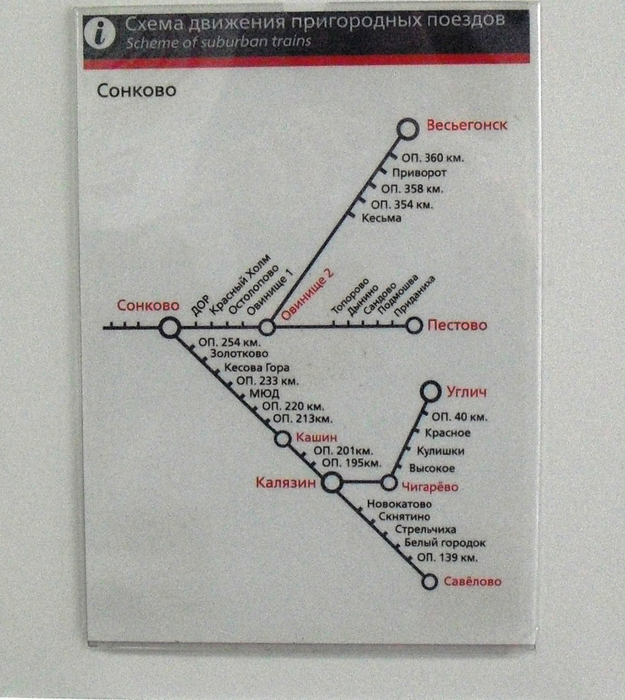 i
Схема движения пригородных поездов
Scheme of suburban trains
Сонково
Весьегонск
ОП. 360 км.
Приворот
ОП. 358 км.
ОП. 354 км.
Кесьма
Сонково
ДОР
Красный Холм
Остолопово
Овинище 1
Овинище 2
Топорово
Дынино
Сандово
Подмошва
Приданиха
Пестово
ОП. 254 км.
Золотково
Кесова Гора
ОП. 233 км.
МЮД
ОП. 220 км.
ОП. 213км.
Кашин
ОП. 201км.
ОП. 195км.
Калязин
Углич
ОП. 40 км.
Красное
Кулишки
Высокое
Чигарёво
Новокатово
Скнятино
Стрельчиха
Белый городок
ОП. 139 км.
Савёлово